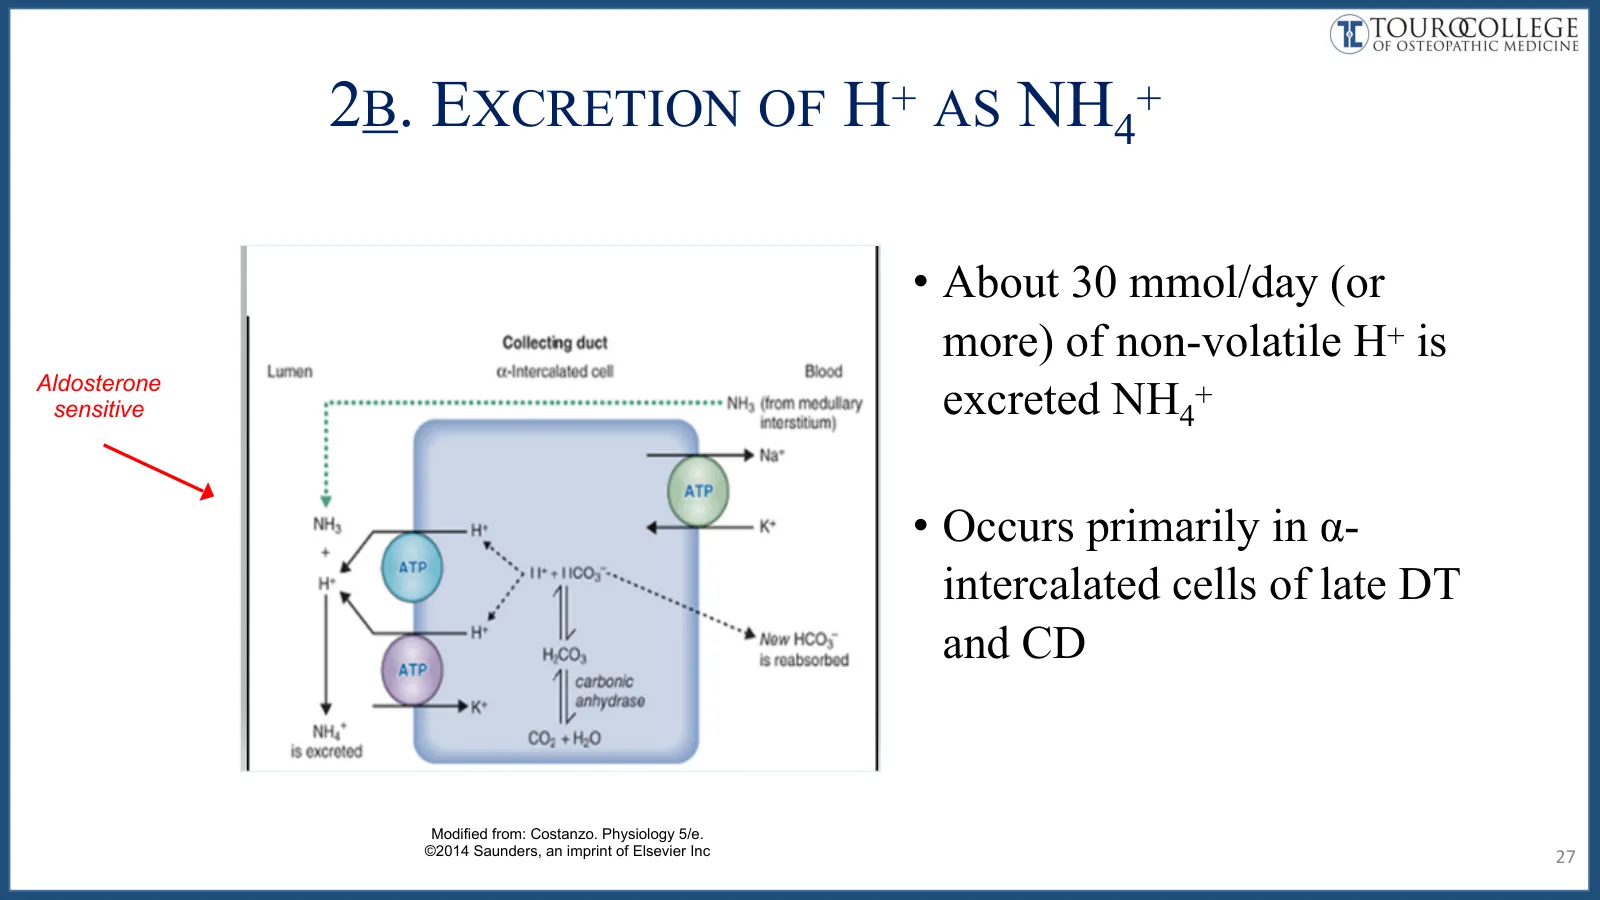 TOUROCOLLEGE
OF OSTEOPATHIC MEDICINE
2B. EXCRETION OF H⁺ AS NH₄⁺
Aldosterone
sensitive
Collecting duct
Lumen
α-Intercalated cell
Blood
NH₃ (from medullary
interstitium)
Na⁺
ATP
K⁺
NH₃
+
H⁺
H⁺
ATP
H⁺ + HCO₃⁻
H⁺
ATP
K⁺
H₂CO₃
carbonic
anhydrase
CO₂ + H₂O
New HCO₃⁻
is reabsorbed
NH₄⁺
is excreted
• About 30 mmol/day (or
more) of non-volatile H⁺ is
excreted NH₄⁺
• Occurs primarily in α-
intercalated cells of late DT
and CD
Modified from: Costanzo. Physiology 5/e.
©2014 Saunders, an imprint of Elsevier Inc
27